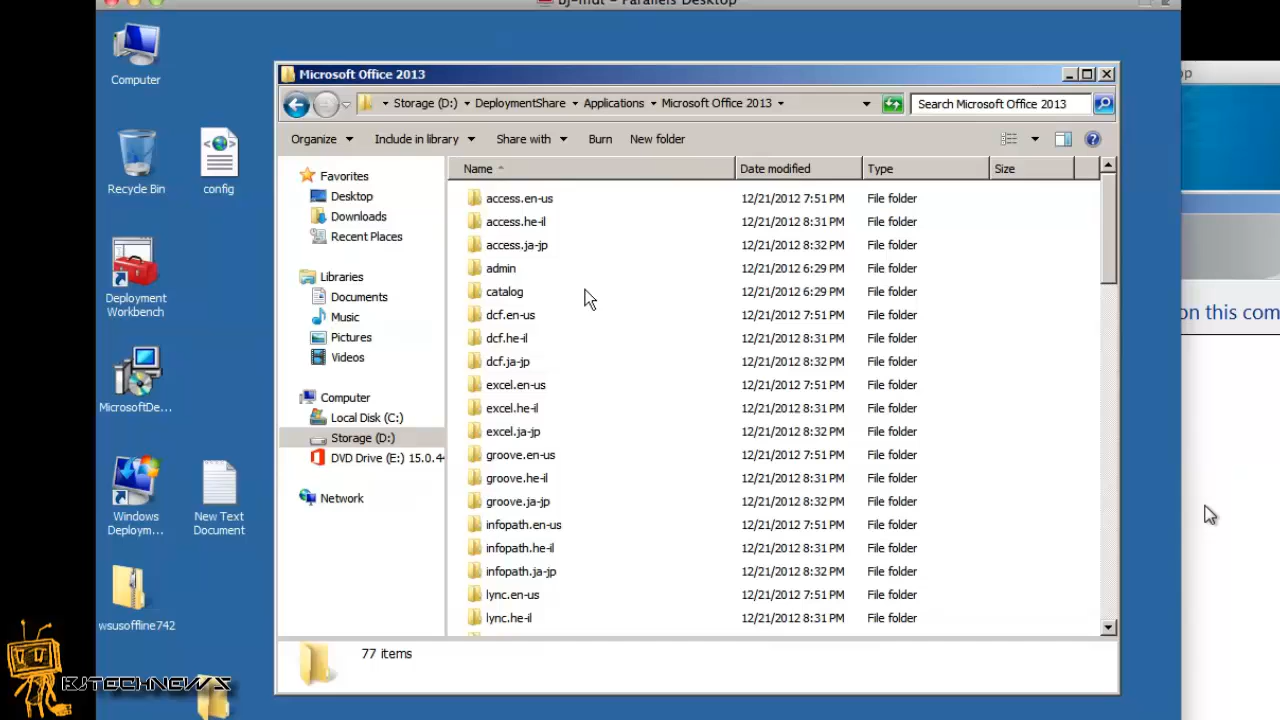 bj-mdt - Parallels Desktop
Computer
Recycle Bin
config
Deployment
Workbench
MicrosoftDe...
Windows
Deploym...
New Text
Document
wsusoffline742
BJTECHNEWS
Microsoft Office 2013
Storage (D:) DeploymentShare Applications Microsoft Office 2013
Search Microsoft Office 2013
Organize Include in library Share with Burn New folder
Favorites
Desktop
Downloads
Recent Places
Libraries
Documents
Music
Pictures
Videos
Computer
Local Disk (C:)
Storage (D:)
DVD Drive (E:) 15.0.44
Network
Name Date modified Type Size
access.en-us 12/21/2012 7:51 PM File folder
access.he-il 12/21/2012 8:31 PM File folder
access.ja-jp 12/21/2012 8:32 PM File folder
admin 12/21/2012 6:29 PM File folder
catalog 12/21/2012 6:29 PM File folder
dcf.en-us 12/21/2012 7:51 PM File folder
dcf.he-il 12/21/2012 8:31 PM File folder
dcf.ja-jp 12/21/2012 8:32 PM File folder
excel.en-us 12/21/2012 7:51 PM File folder
excel.he-il 12/21/2012 8:31 PM File folder
excel.ja-jp 12/21/2012 8:32 PM File folder
groove.en-us 12/21/2012 7:51 PM File folder
groove.he-il 12/21/2012 8:31 PM File folder
groove.ja-jp 12/21/2012 8:32 PM File folder
infopath.en-us 12/21/2012 7:51 PM File folder
infopath.he-il 12/21/2012 8:31 PM File folder
infopath.ja-jp 12/21/2012 8:32 PM File folder
lync.en-us 12/21/2012 7:51 PM File folder
lync.he-il 12/21/2012 8:31 PM File folder
77 items
on this com